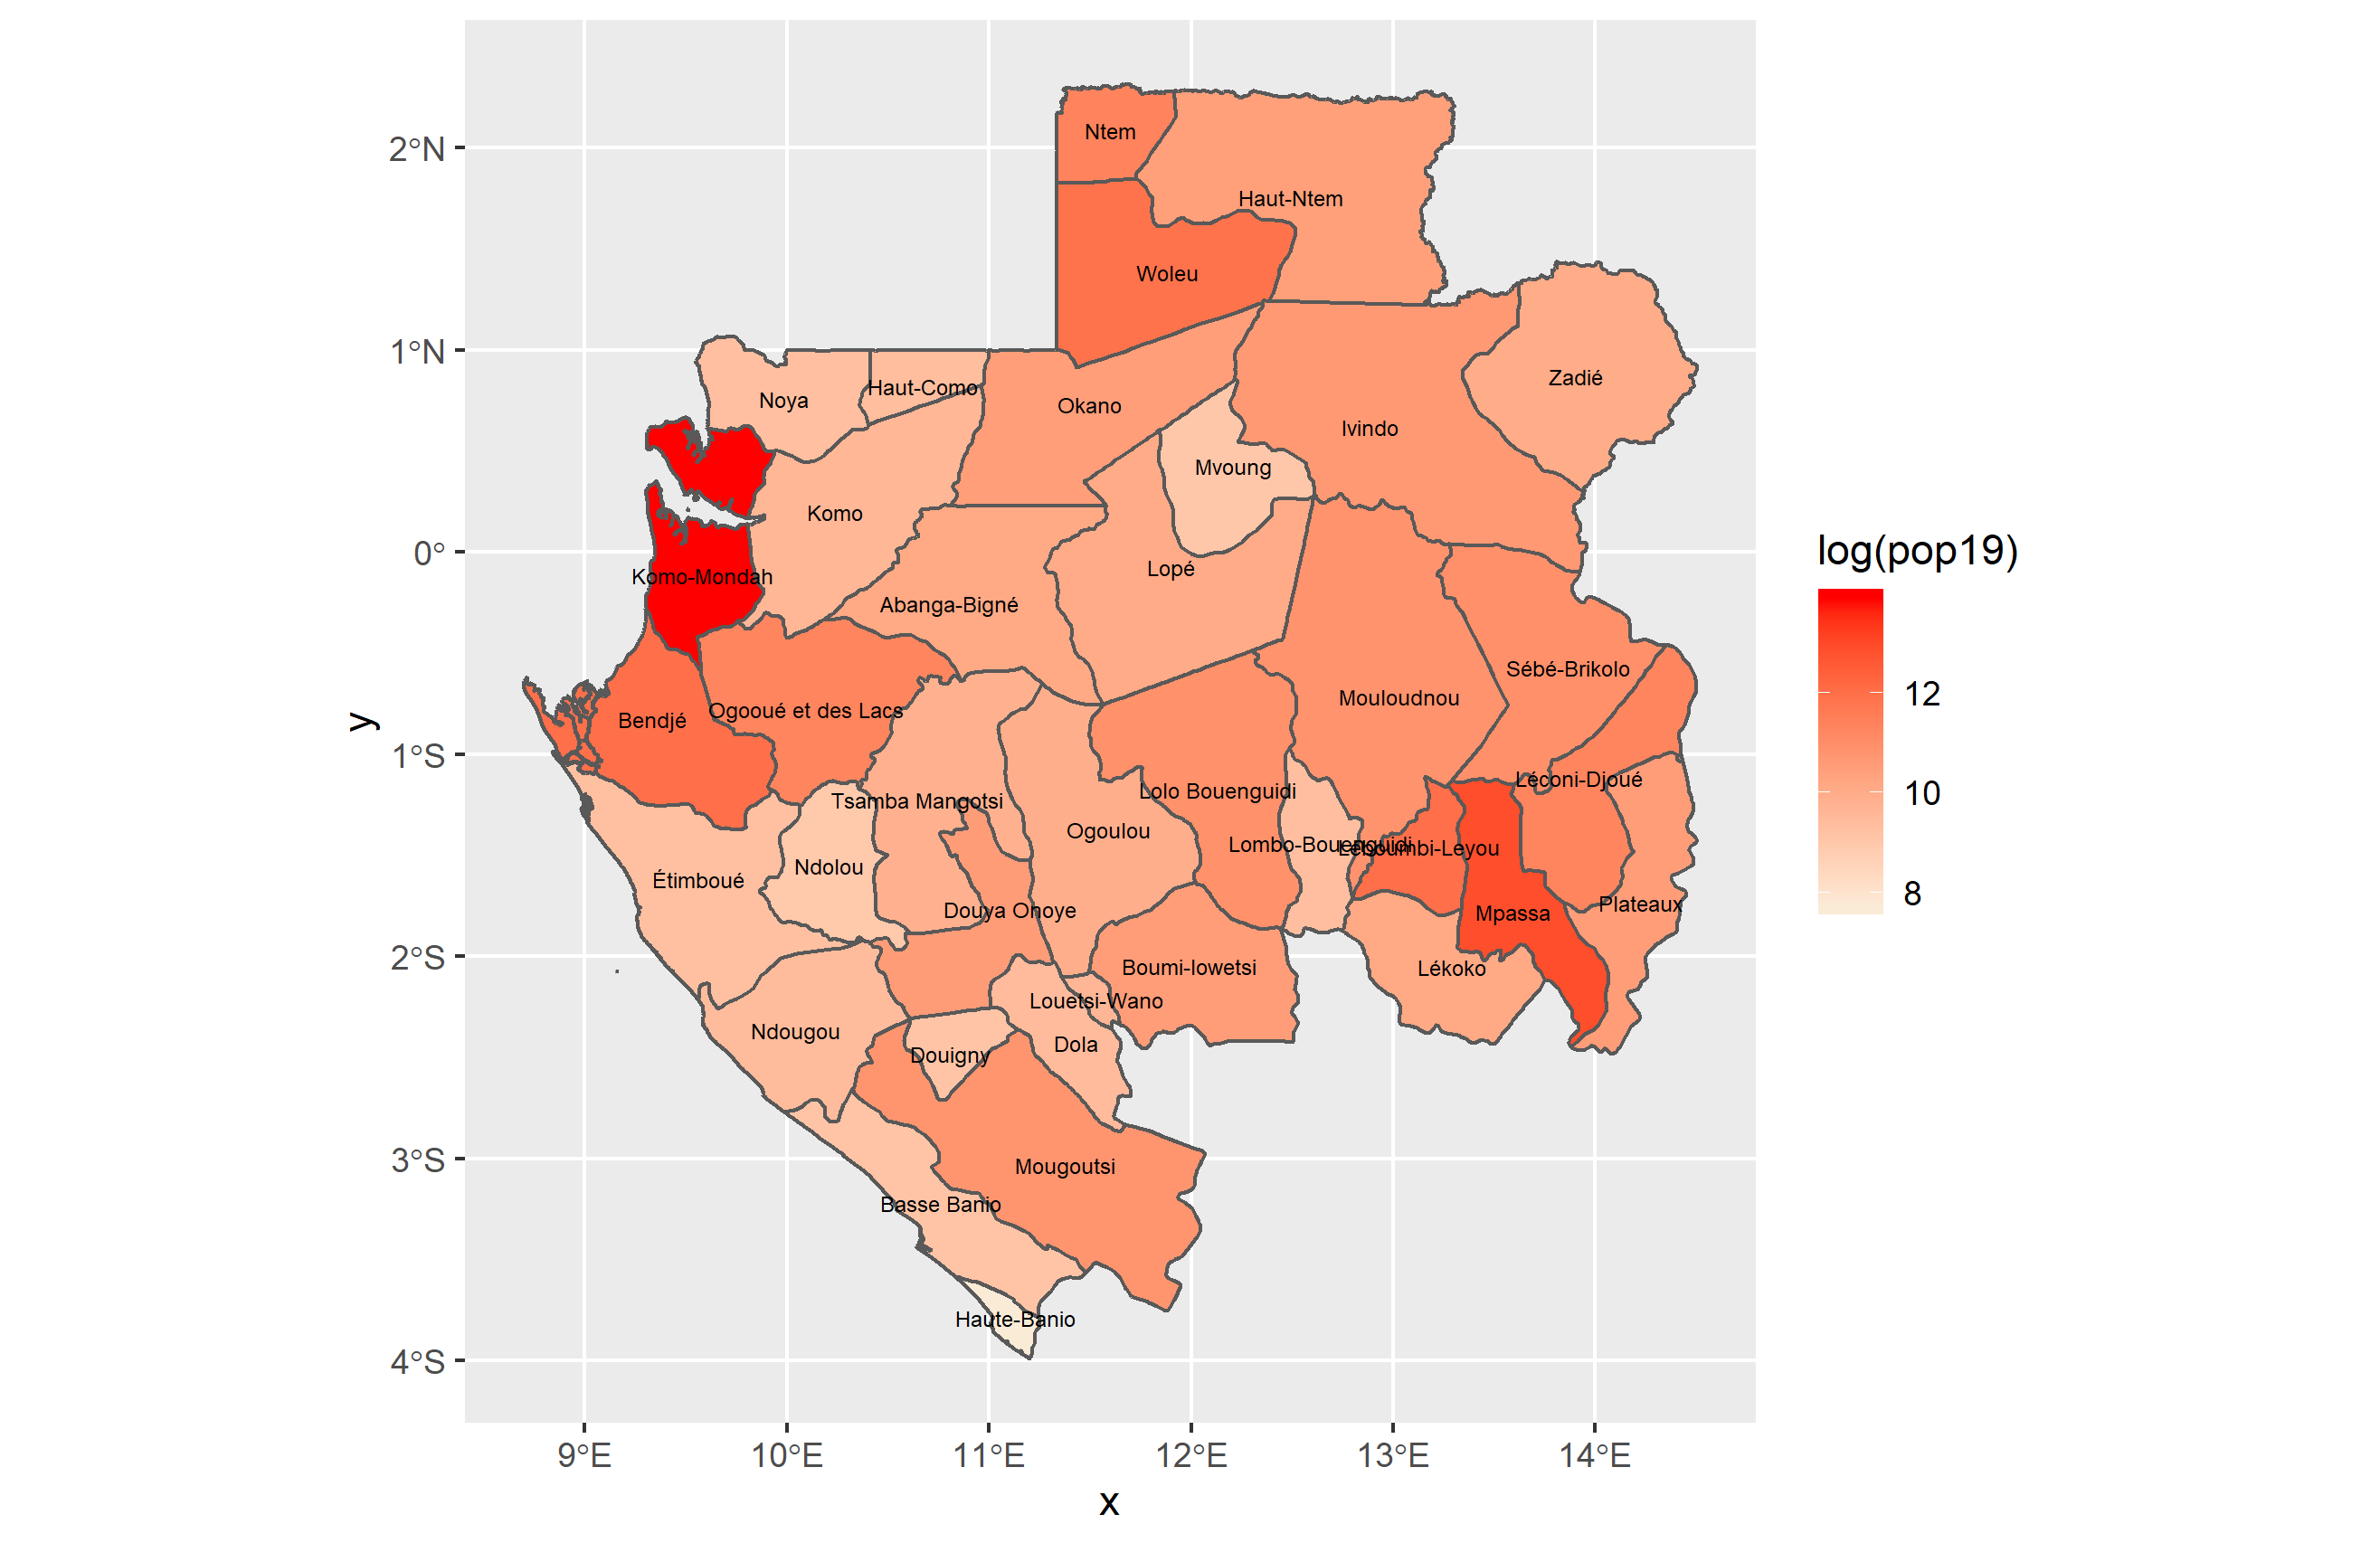 Ntem
2°N
Haut-Ntem
Woleu
1°N
Zadié
Haut-Como
Noya
Okano
Ivindo
Mvoung
Komo
0°
log(pop19)
Lopé
Komo-Mondah
Abanga-Bigné
Sébé-Brikolo
Mouloudnou
12
Ogooué et des Lacs
Bendjé
y
1°S
Léconi-Djoué
Lolo Bouenguidi
10
Tsamba Mangotsi
Ogoulou
Lombo-Bouenguidi
Léboumbi-Leyou
Ndolou
Étimboué
8
Plateaux
Douya Onoye
Mpassa
2°S
Boumi-lowetsi
Lékoko
Louetsi-Wano
Ndougou
Dola
Douigny
3°S
Mougoutsi
Basse Banio
Haute-Banio
4°S
9°E 10°E 11°E 12°E 13°E 14°E
x